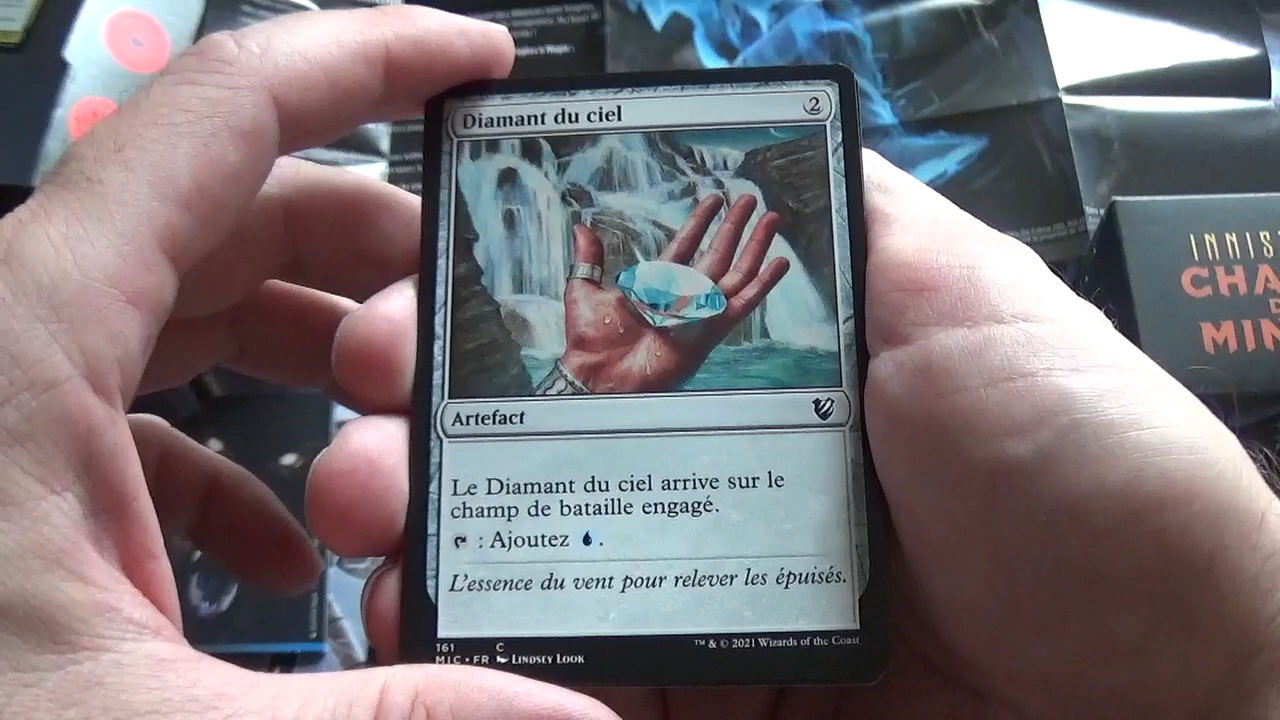 Diamant du ciel
2
Artefact
Le Diamant du ciel arrive sur le
champ de bataille engagé.
: Ajoutez .
L'essence du vent pour relever les épuisés.
161 C
MIC • FR LINDSEY LOOK
™ & © 2021 Wizards of the Coast
INNIS
CHA
MIN